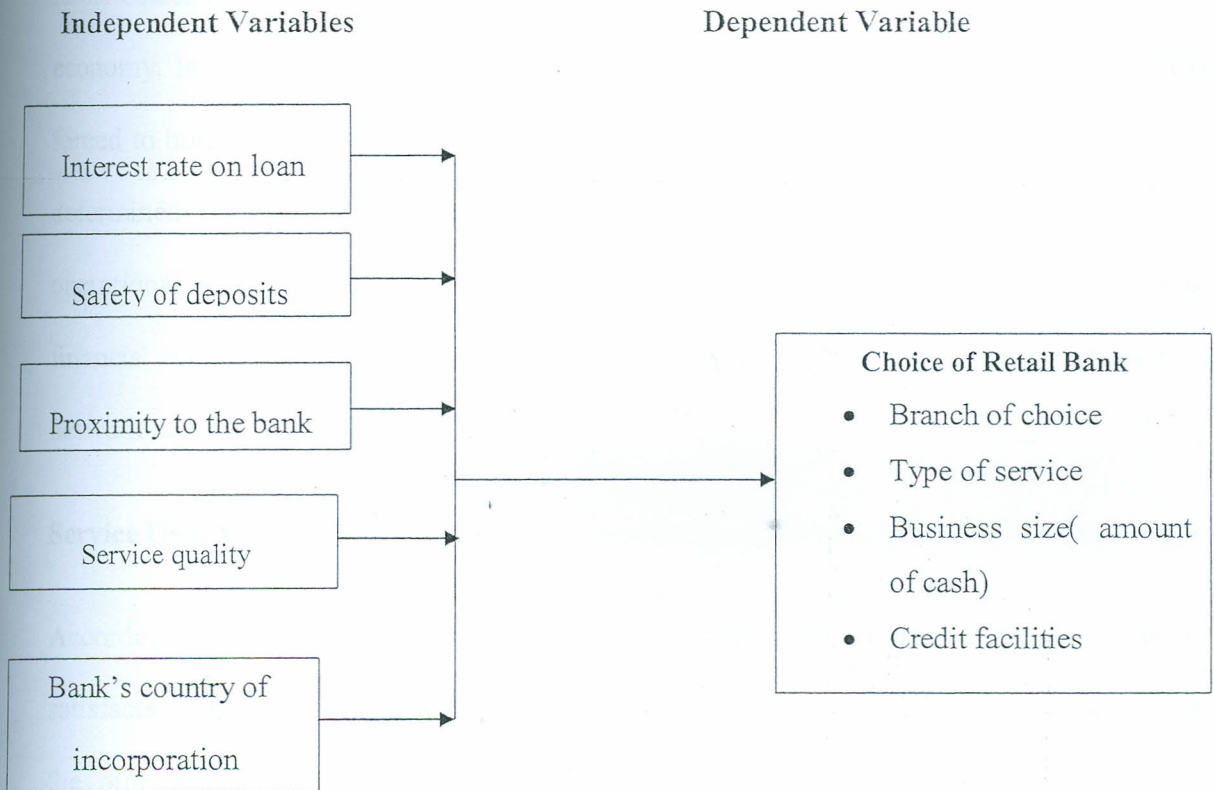 Independent Variables
Dependent Variable
Interest rate on loan
Safety of deposits
Proximity to the bank
Service quality
Bank's country of
incorporation
Choice of Retail Bank
• Branch of choice
• Type of service
• Business size( amount
of cash)
• Credit facilities